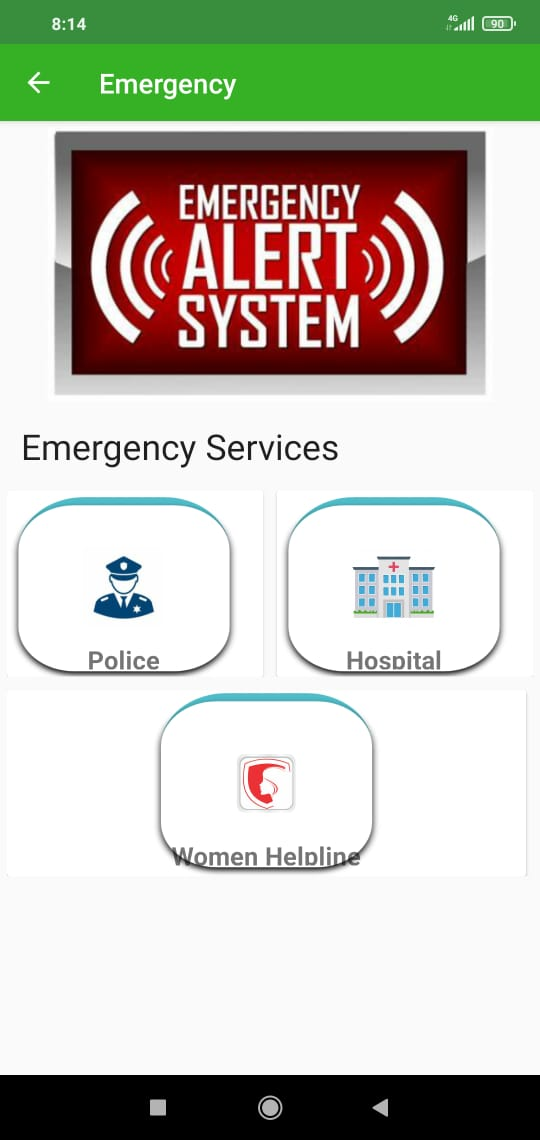 8:14
4G
90
Emergency
EMERGENCY
ALERT
SYSTEM
Emergency Services
Police
Hospital
Women Helpline